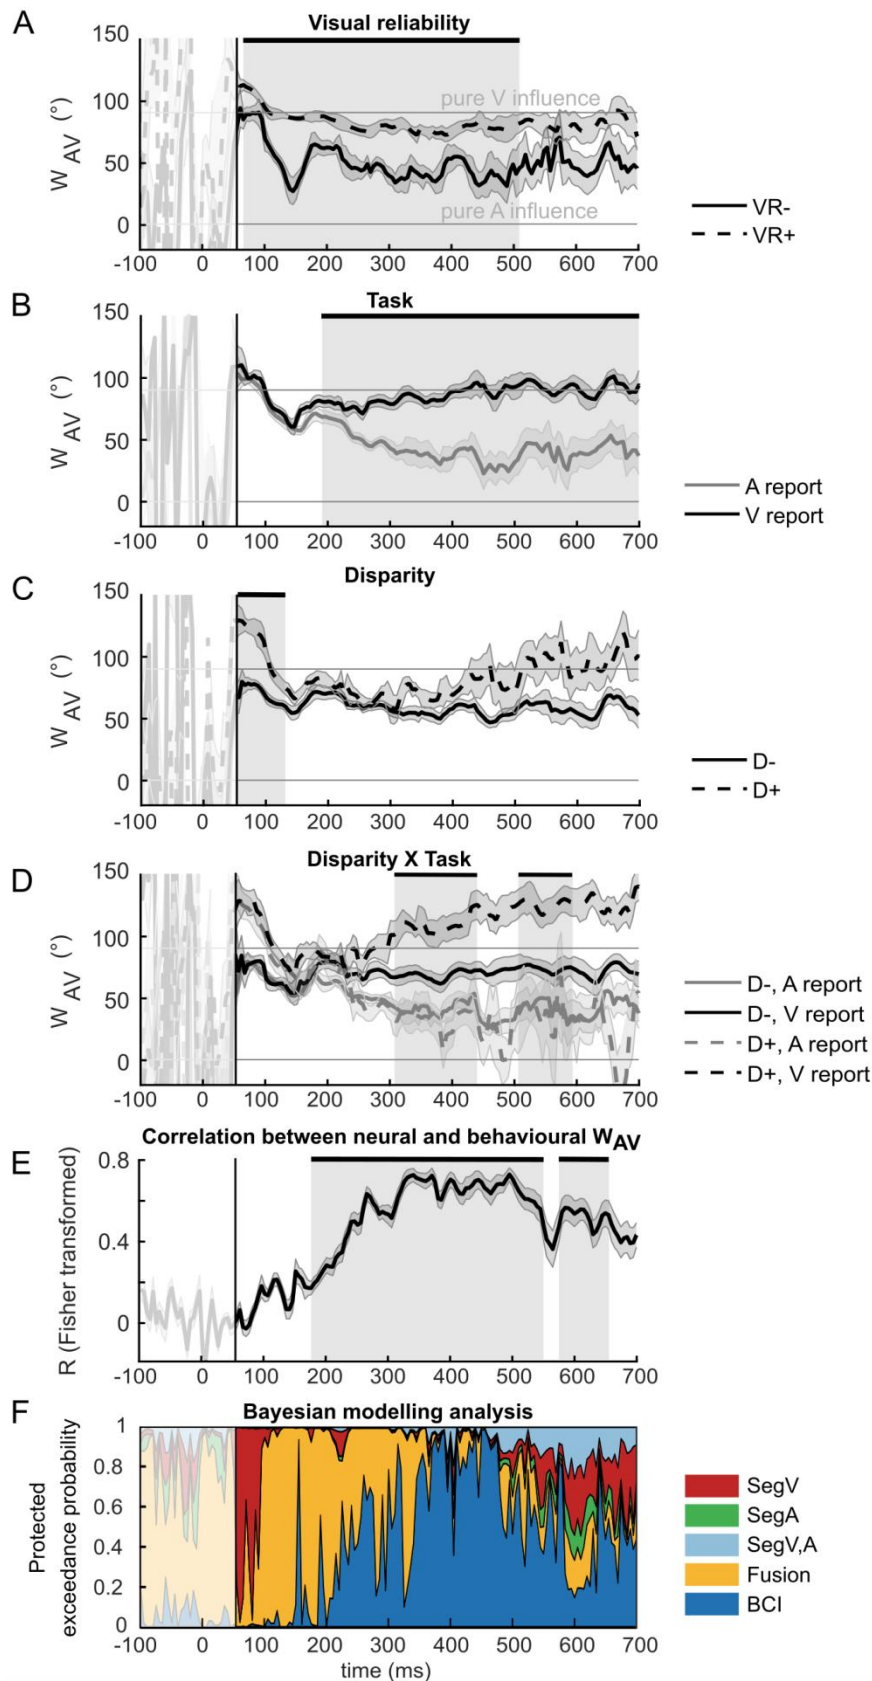 A
Visual reliability
150
100
50
0
W AV (°)
pure V influence
pure A influence
-100 0 100 200 300 400 500 600 700
VR-
VR+
B
Task
150
100
50
0
W AV (°)
-100 0 100 200 300 400 500 600 700
A report
V report
C
Disparity
150
100
50
0
W AV (°)
-100 0 100 200 300 400 500 600 700
D-
D+
D
Disparity X Task
150
100
50
0
W AV (°)
-100 0 100 200 300 400 500 600 700
D-, A report
D-, V report
D+, A report
D+, V report
E
Correlation between neural and behavioural WAV
0.8
0.4
0
R (Fisher transformed)
-100 0 100 200 300 400 500 600 700
F
Bayesian modelling analysis
1
0.8
0.6
0.4
0.2
0
Protected
exceedance probability
-100 0 100 200 300 400 500 600 700
time (ms)
SegV
SegA
SegV,A
Fusion
BCI